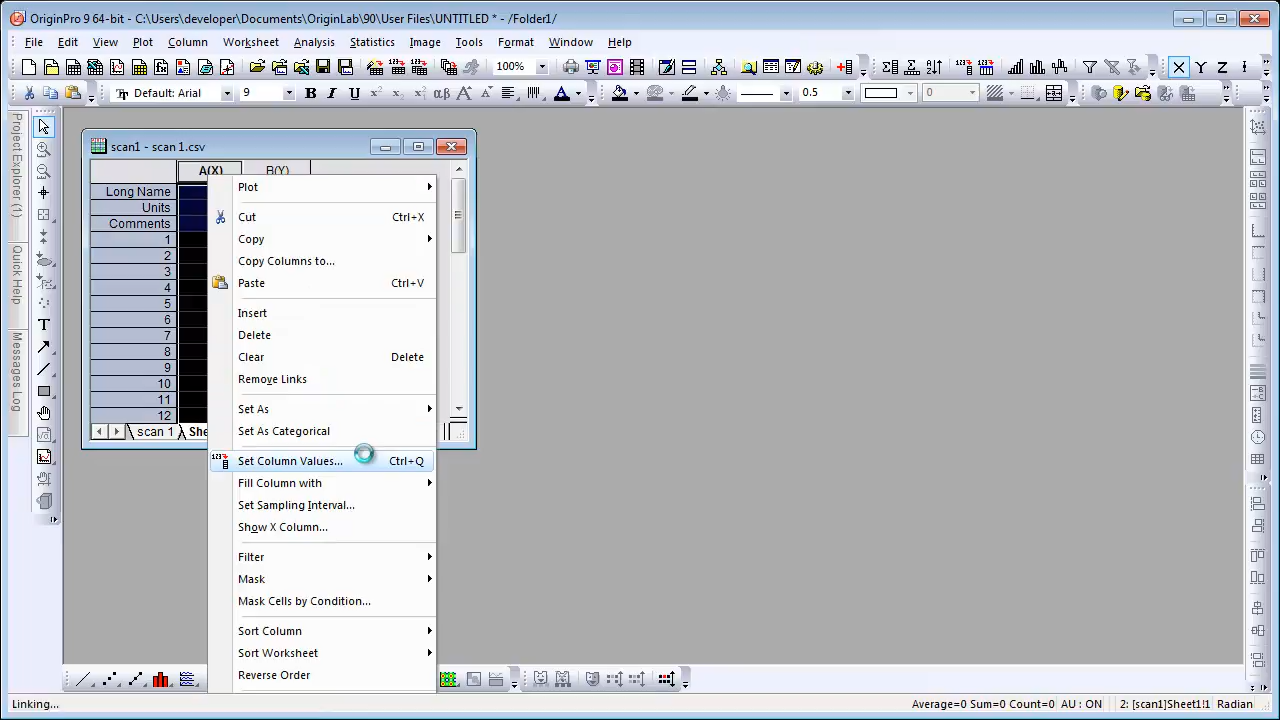 OriginPro 9 64-bit - C:\Users\developer\Documents\OriginLab\90\User Files\UNTITLED * - /Folder1/
File Edit View Plot Column Worksheet Analysis Statistics Image Tools Format Window Help
100%
Default: Arial 9 B I U αβ A A A 0.5 0
X Y Z
Project Explorer (1)
Quick Help
Messages Log
scan1 - scan 1.csv
A(X) B(Y)
Long Name
Units
Comments
1
2
3
4
5
6
7
8
9
10
11
12
scan 1 She
Plot
Cut Ctrl+X
Copy
Copy Columns to...
Paste Ctrl+V
Insert
Delete
Clear Delete
Remove Links
Set As
Set As Categorical
Set Column Values... Ctrl+Q
Fill Column with
Set Sampling Interval...
Show X Column...
Filter
Mask
Mask Cells by Condition...
Sort Column
Sort Worksheet
Reverse Order
Linking... Average=0 Sum=0 Count=0 AU : ON 2: [scan1]Sheet1!1 Radian